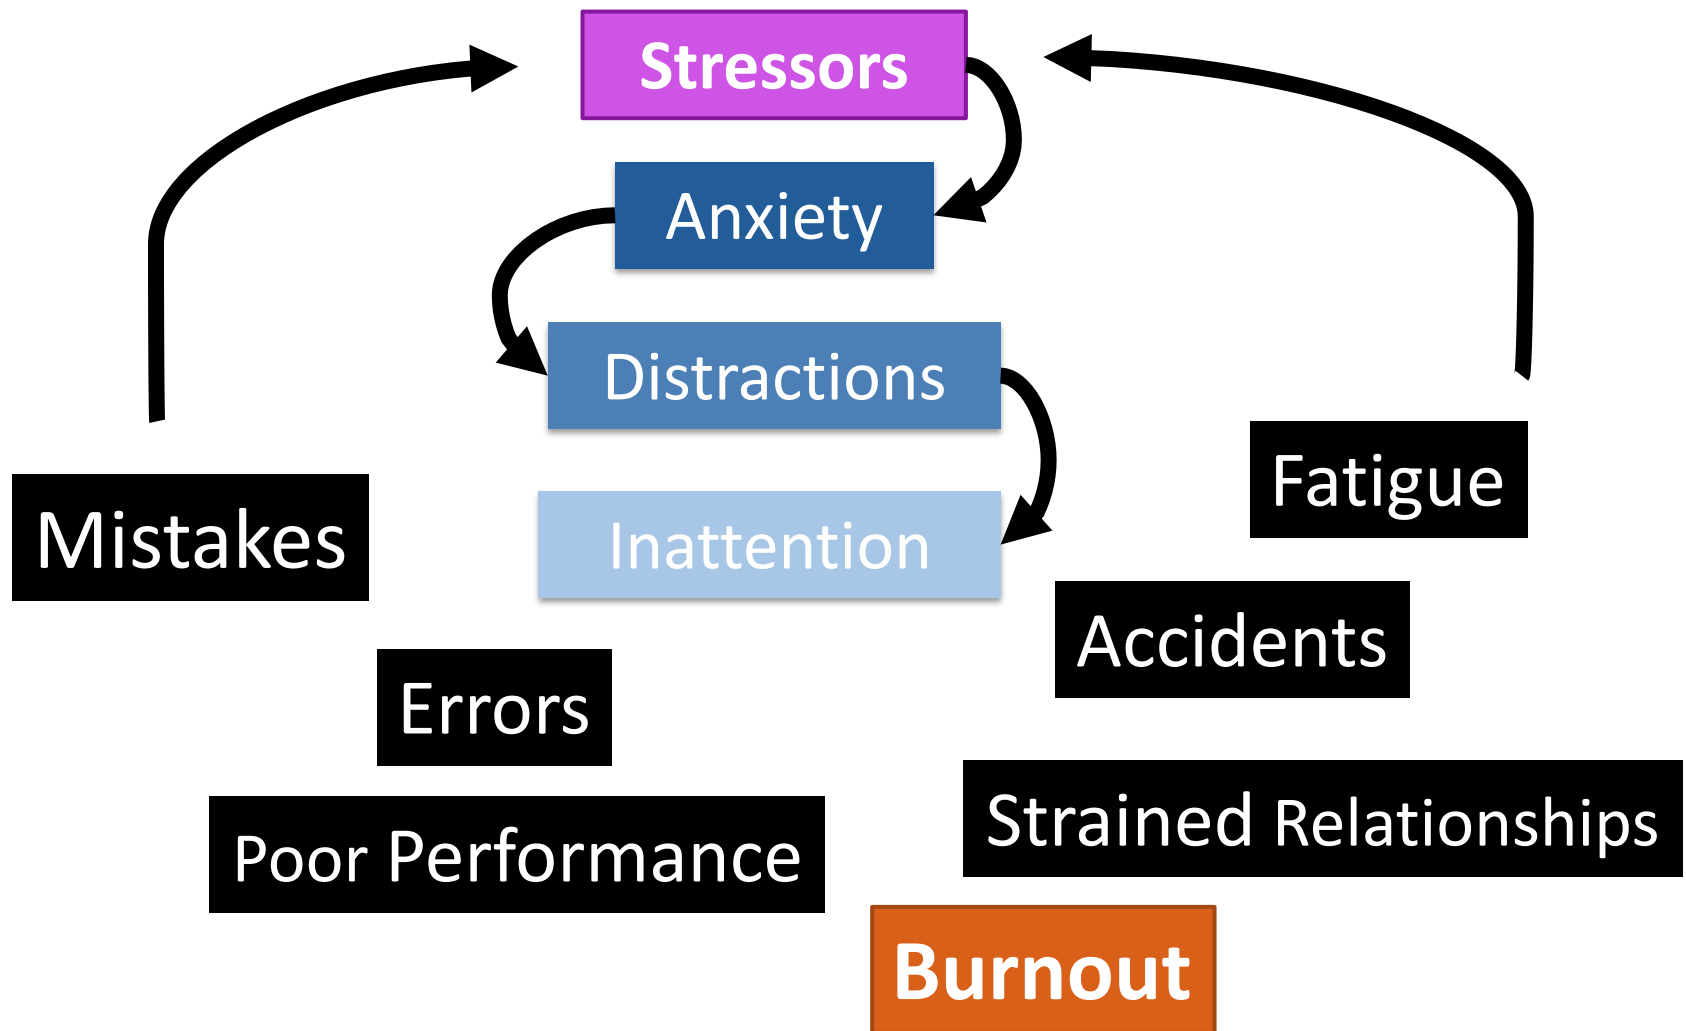 Stressors
Anxiety
Distractions
Inattention
Fatigue
Mistakes
Accidents
Errors
Strained Relationships
Poor Performance
Burnout